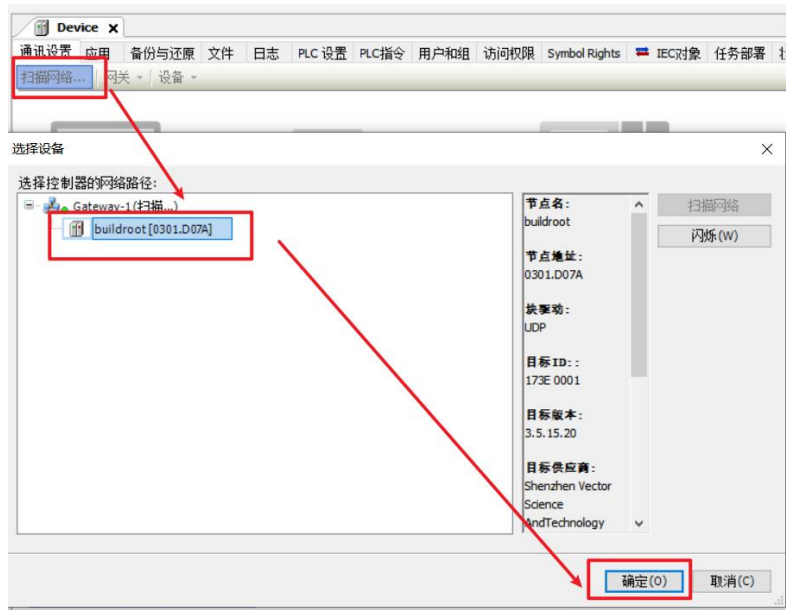 Device
通讯设置 应用 备份与还原 文件 日志 PLC 设置 PLC指令 用户和组 访问权限 Symbol Rights IEC对象 任务部署
扫描网络... 网关 设备
选择设备
选择控制器的网络路径:
Gateway-1(扫描...)
buildroot [0301.D07A]
节点名:
buildroot
节点地址:
0301.D07A
块驱动:
UDP
目标ID::
173E 0001
目标版本:
3.5.15.20
目标供应商:
Shenzhen Vector
Science
AndTechnology
扫描网络
闪烁(W)
确定(O)
取消(C)